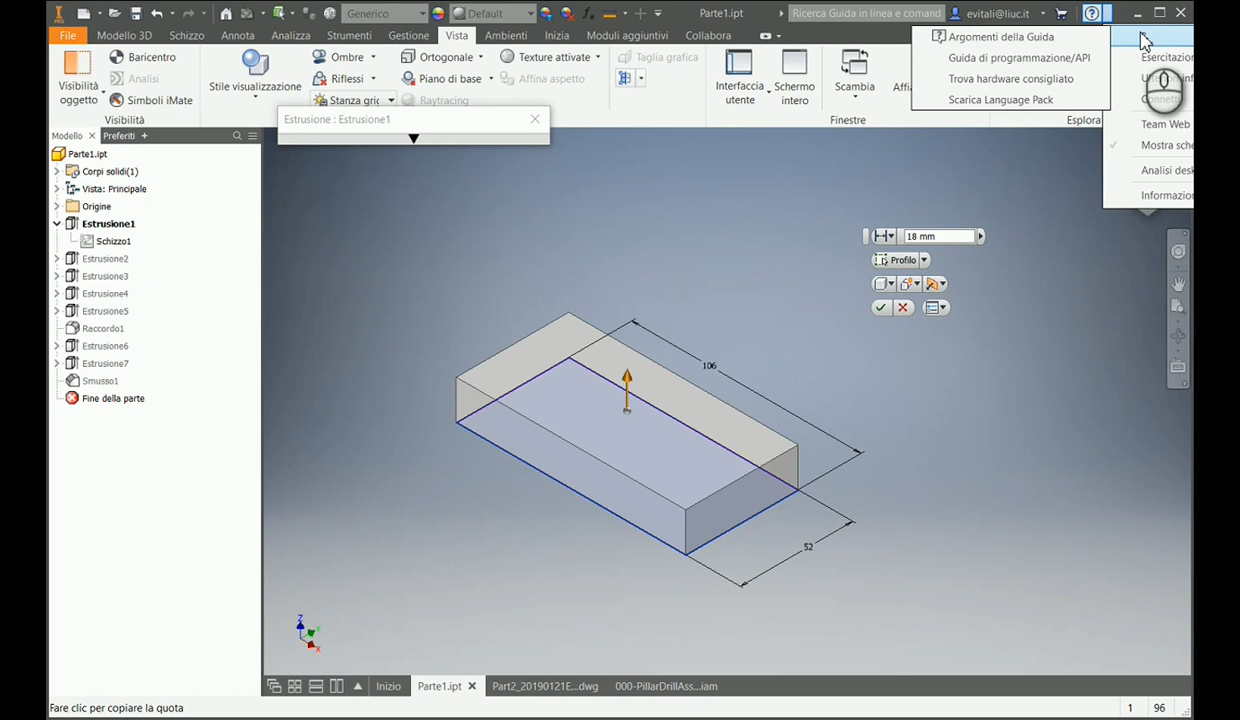 Generico
Default
Parte1.ipt
Ricerca Guida in linea e comand
evitali@liuc.it
File
Modello 3D
Schizzo
Annota
Analizza
Strumenti
Gestione
Vista
Ambienti
Inizia
Moduli aggiuntivi
Collabora
Argomenti della Guida
Guida di programmazione/API
Trova hardware consigliato
Scarica Language Pack
Esercitazio
Team Web
Mostra sche
Analisi desk
Informazion
Visibilità oggetto
Baricentro
Analisi
Simboli iMate
Visibilità
Stile visualizzazione
Ombre
Riflessi
Stanza gric
Ortogonale
Piano di base
Raytracing
Texture attivate
Affina aspetto
Taglia grafica
Interfaccia utente
Schermo intero
Scambia
Affi
Finestre
Esplora
Estrusione : Estrusione1
Modello
Preferiti
Parte1.ipt
Corpi solidi(1)
Vista: Principale
Origine
Estrusione1
Schizzo1
Estrusione2
Estrusione3
Estrusione4
Estrusione5
Raccordo1
Estrusione6
Estrusione7
Smusso1
Fine della parte
18 mm
Profilo
106
52
Z
Y
X
Inizio
Parte1.ipt
Part2_20190121E...dwg
000-PillarDrillAss...iam
Fare clic per copiare la quota
1
96